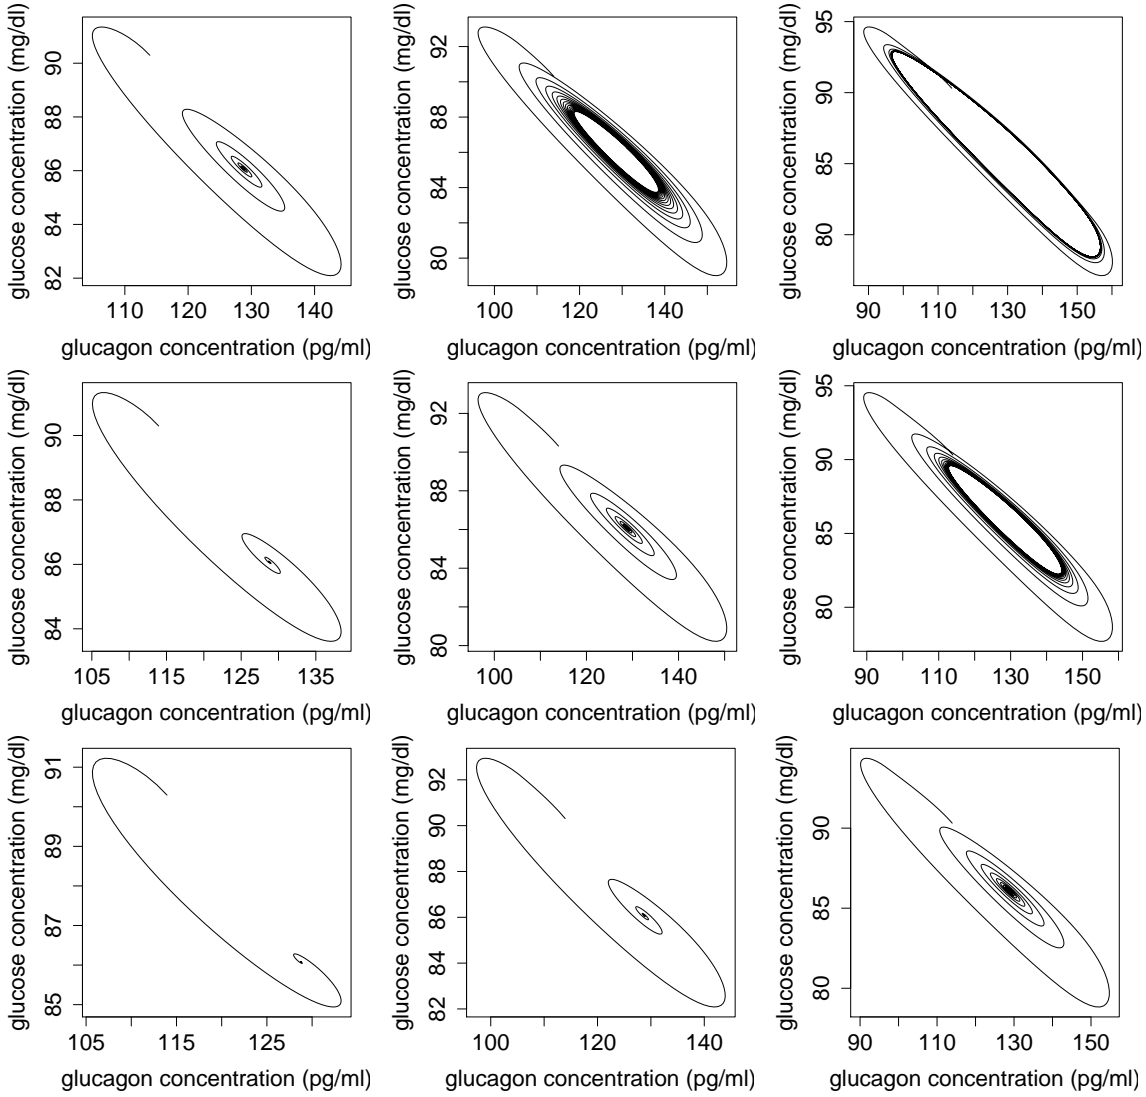 glucose concentration (mg/dl)
82 84 86 88 90
110 120 130 140
glucagon concentration (pg/ml)
glucose concentration (mg/dl)
80 84 88 92
100 120 140
glucagon concentration (pg/ml)
glucose concentration (mg/dl)
80 85 90 95
90 110 130 150
glucagon concentration (pg/ml)
glucose concentration (mg/dl)
84 86 88 90
105 115 125 135
glucagon concentration (pg/ml)
glucose concentration (mg/dl)
80 84 88 92
100 120 140
glucagon concentration (pg/ml)
glucose concentration (mg/dl)
80 85 90 95
90 110 130 150
glucagon concentration (pg/ml)
glucose concentration (mg/dl)
85 87 89 91
105 115 125
glucagon concentration (pg/ml)
glucose concentration (mg/dl)
82 84 86 88 90 92
100 120 140
glucagon concentration (pg/ml)
glucose concentration (mg/dl)
80 85 90
90 110 130 150
glucagon concentration (pg/ml)